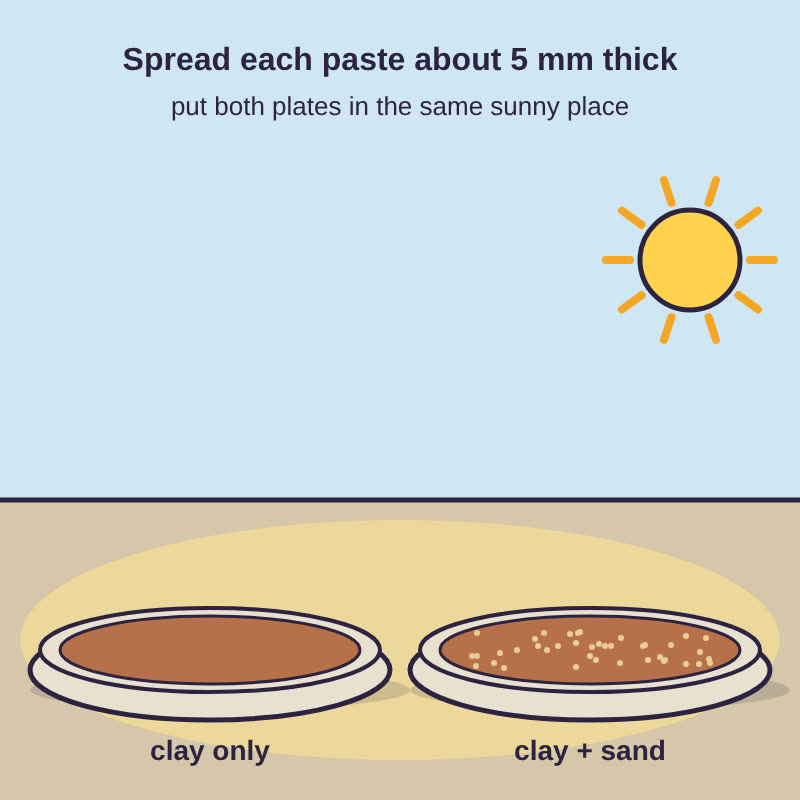 Spread each paste about 5 mm thick
put both plates in the same sunny place
clay only
clay + sand